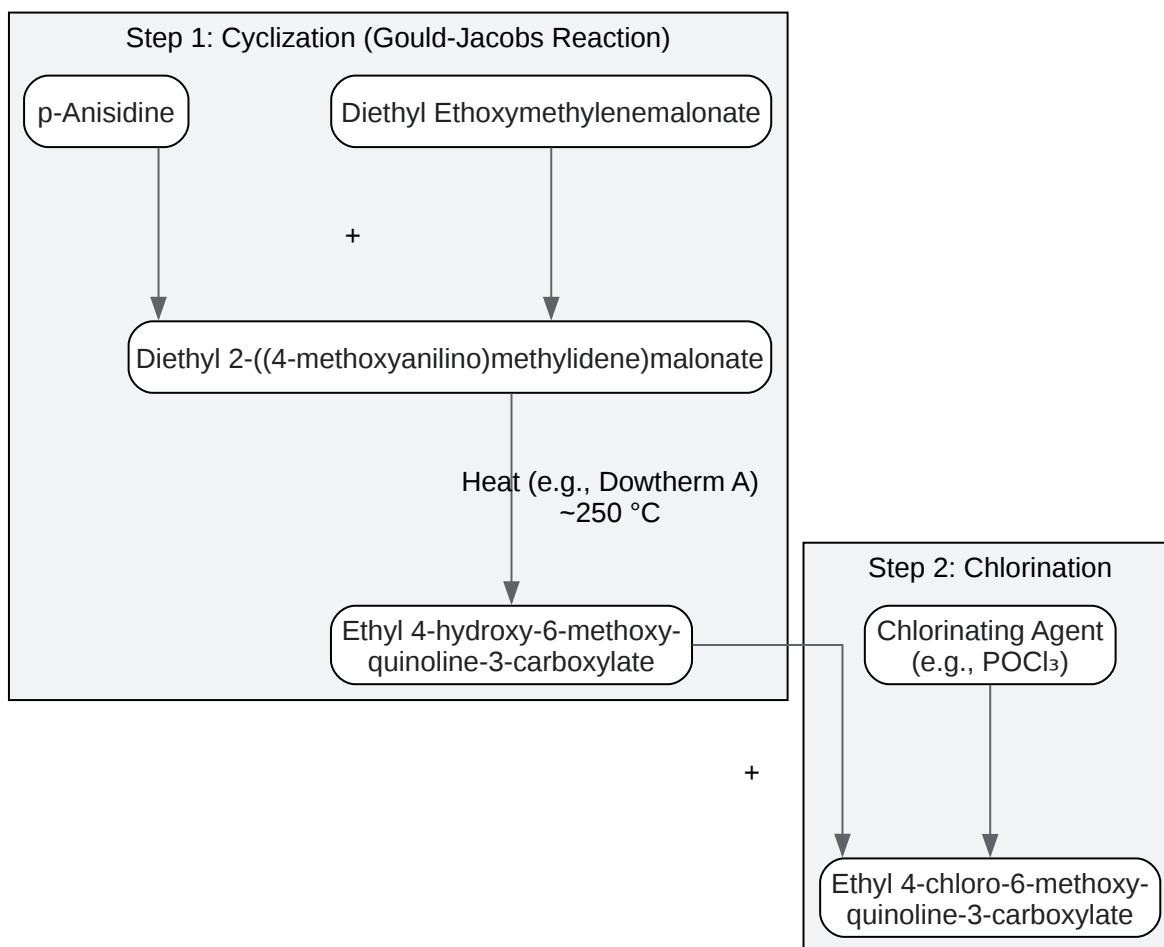 Step 1: Cyclization (Gould-Jacobs Reaction)
p-Anisidine
Diethyl Ethoxymethylenemalonate
+
Diethyl 2-((4-methoxyanilino)methylidene)malonate
Heat (e.g., Dowtherm A)
~250 °C
Ethyl 4-hydroxy-6-methoxy-
quinoline-3-carboxylate
Step 2: Chlorination
Chlorinating Agent
(e.g., POCl₃)
+
Ethyl 4-chloro-6-methoxy-
quinoline-3-carboxylate